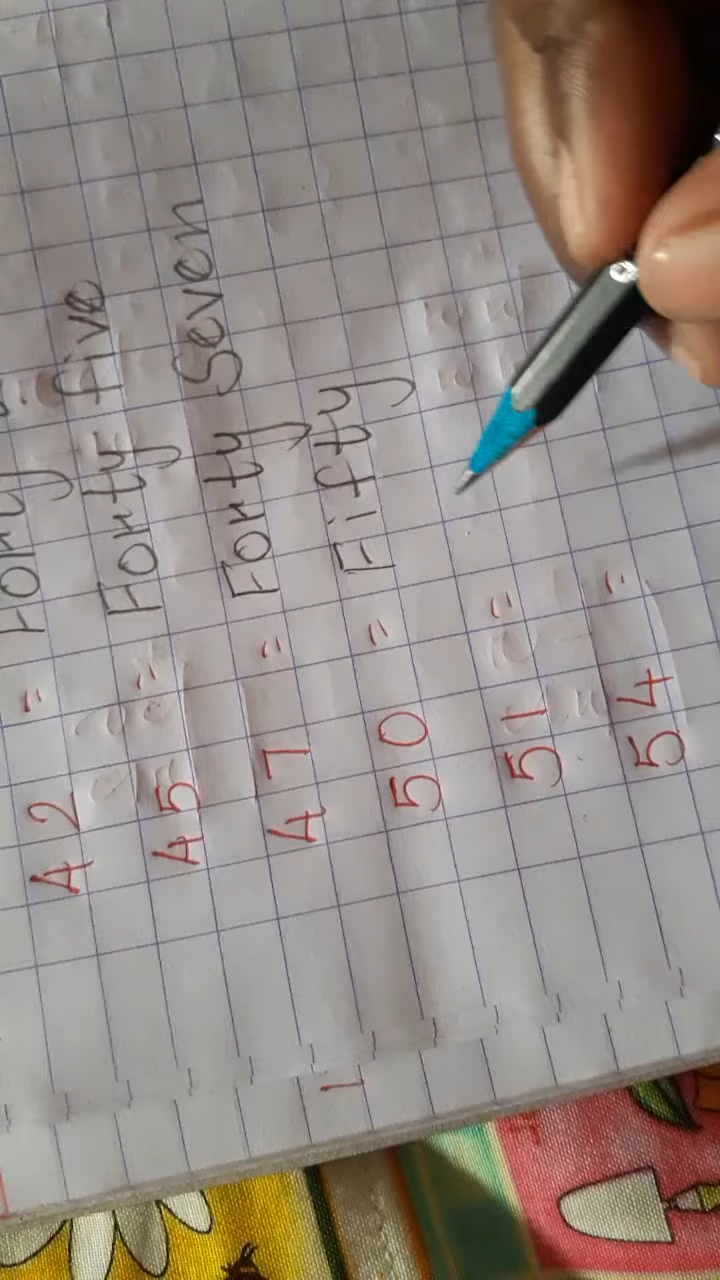 42 = Forty
45 = Forty five
47 = Forty Seven
50 = Fifty
51 =
54 =